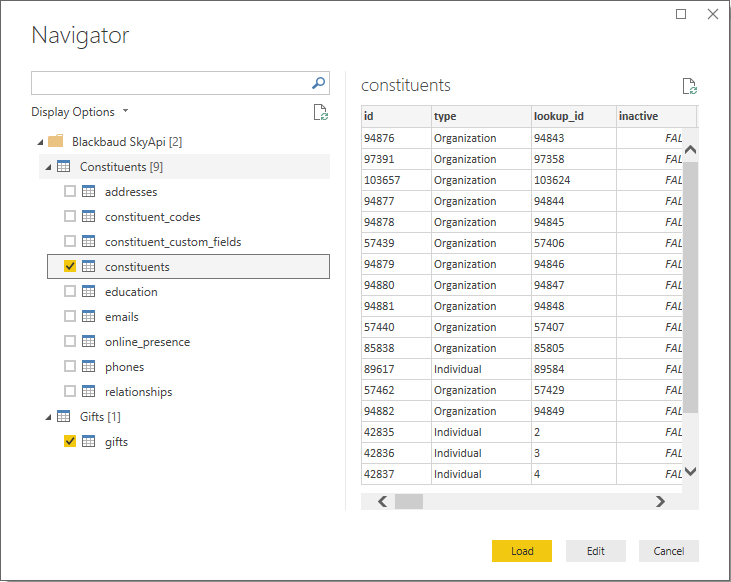 Navigator
Display Options
Blackbaud SkyApi [2]
Constituents [9]
addresses
constituent_codes
constituent_custom_fields
constituents
education
emails
online_presence
phones
relationships
Gifts [1]
gifts
constituents
id type lookup_id inactive
94876 Organization 94843 FAL
97391 Organization 97358 FAL
103657 Organization 103624 FAL
94877 Organization 94844 FAL
94878 Organization 94845 FAL
57439 Organization 57406 FAL
94879 Organization 94846 FAL
94880 Organization 94847 FAL
94881 Organization 94848 FAL
57440 Organization 57407 FAL
85838 Organization 85805 FAL
89617 Individual 89584 FAL
57462 Organization 57429 FAL
94882 Organization 94849 FAL
42835 Individual 2 FAL
42836 Individual 3 FAL
42837 Individual 4 FAL
Load Edit Cancel